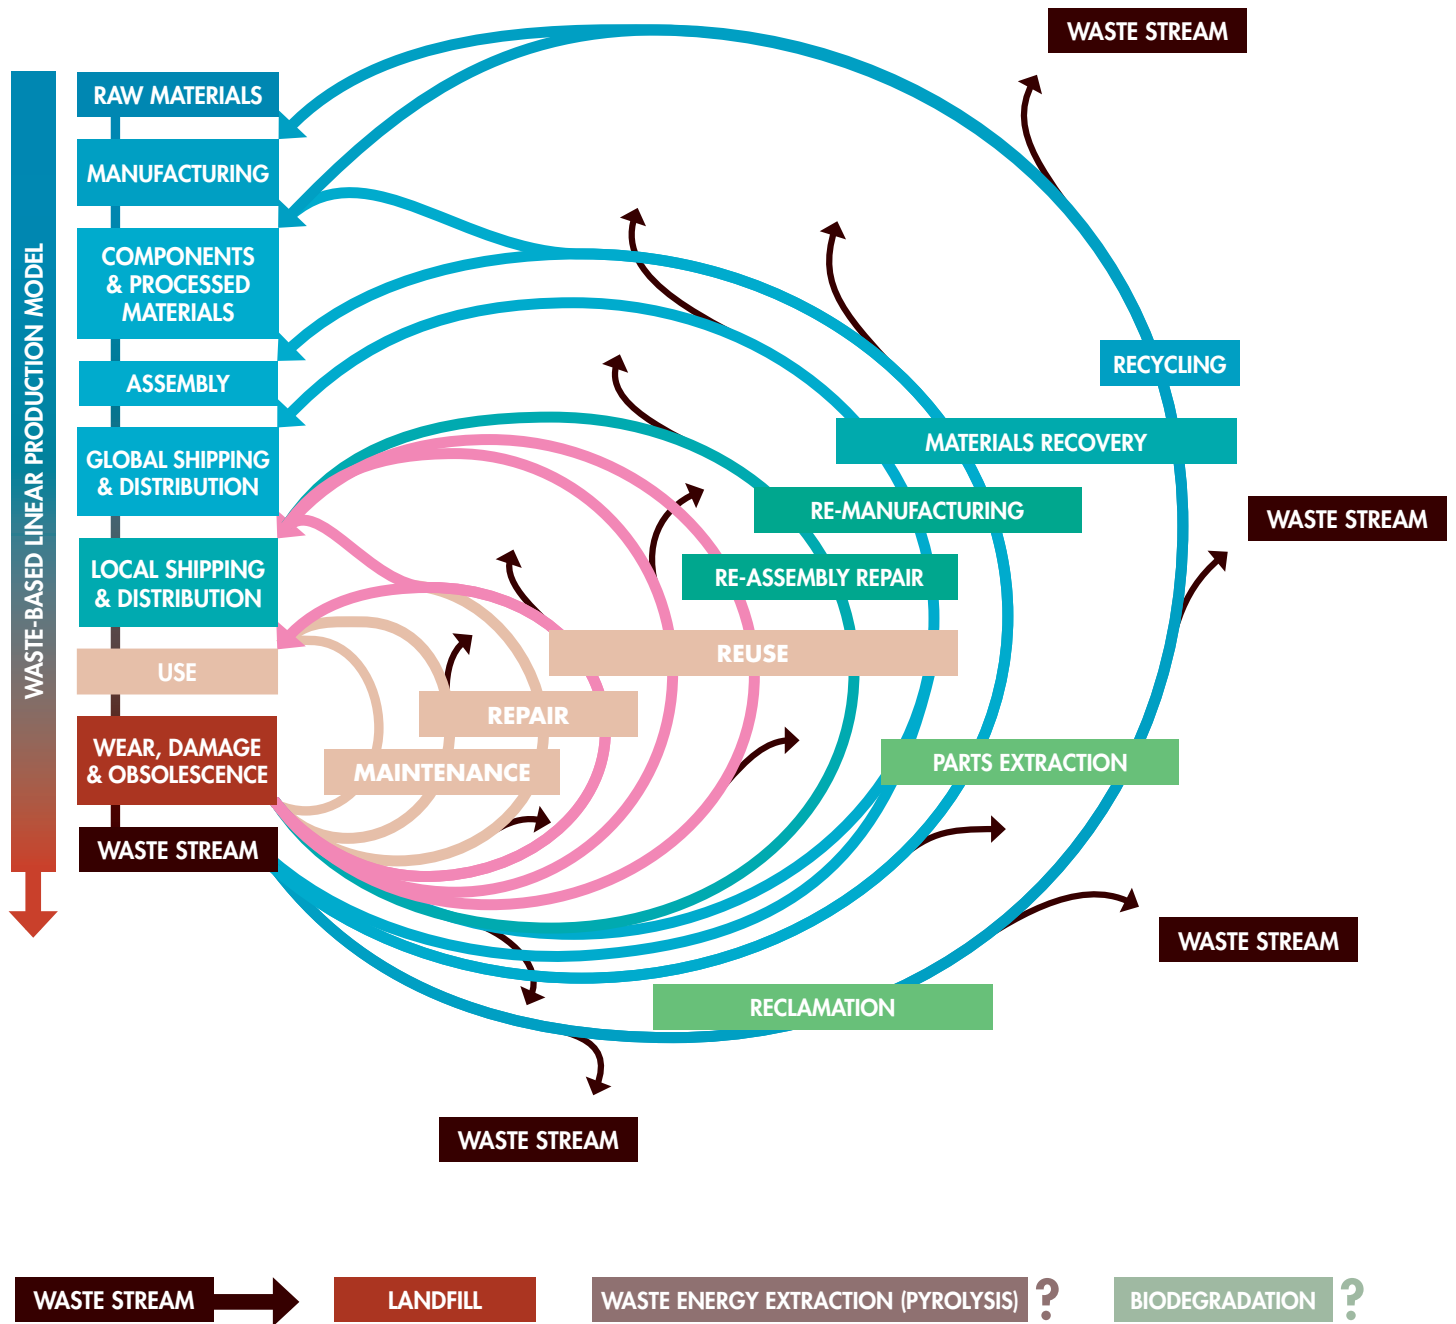 WASTE STREAM
WASTE-BASED LINEAR PRODUCTION MODEL
RAW MATERIALS
MANUFACTURING
COMPONENTS
& PROCESSED
MATERIALS
ASSEMBLY
GLOBAL SHIPPING
& DISTRIBUTION
LOCAL SHIPPING
& DISTRIBUTION
USE
WEAR, DAMAGE
& OBSOLESCENCE
WASTE STREAM
RECYCLING
MATERIALS RECOVERY
RE-MANUFACTURING
WASTE STREAM
RE-ASSEMBLY REPAIR
REUSE
REPAIR
MAINTENANCE
PARTS EXTRACTION
WASTE STREAM
RECLAMATION
WASTE STREAM
WASTE STREAM
LANDFILL
WASTE ENERGY EXTRACTION (PYROLYSIS) ?
BIODEGRADATION ?